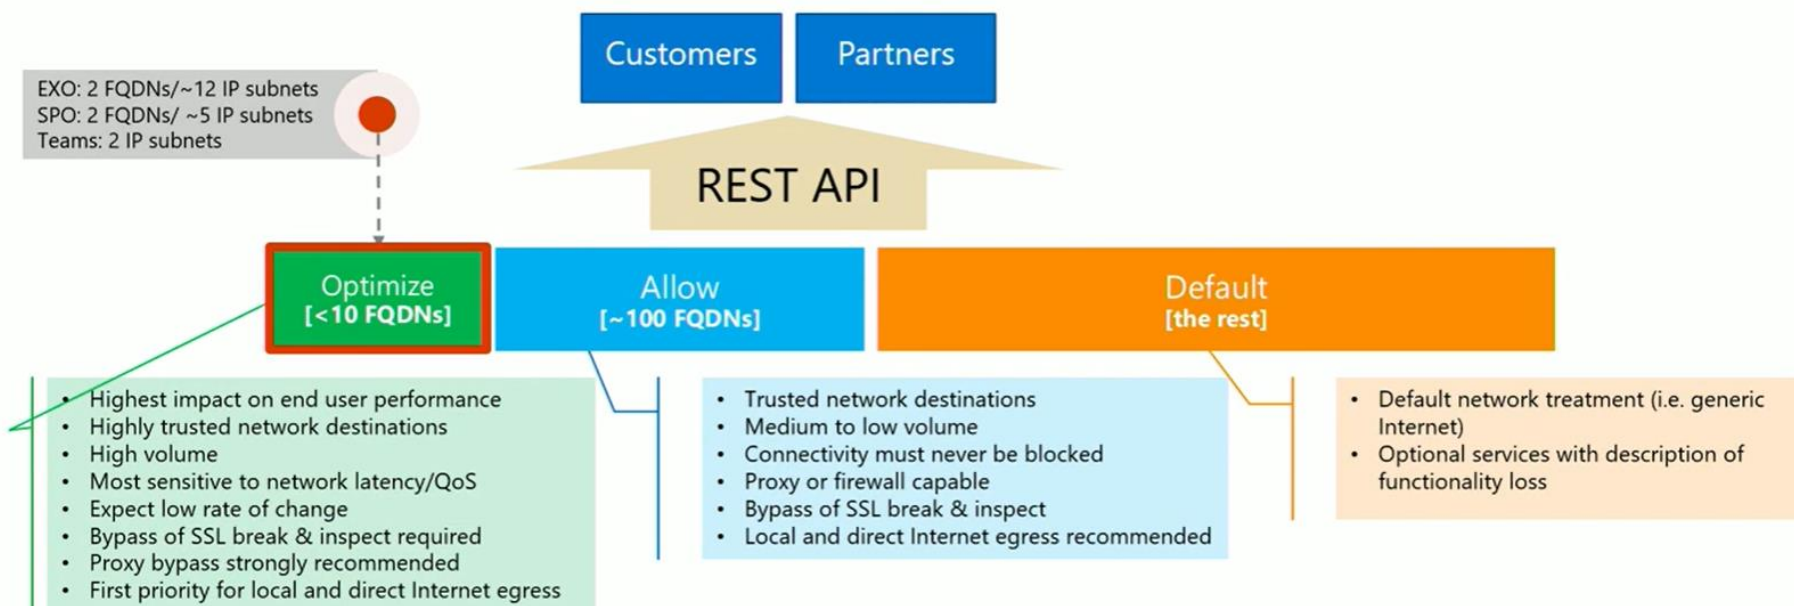 Customers
Partners
EXO: 2 FQDNs/~12 IP subnets
SPO: 2 FQDNs/ ~5 IP subnets
Teams: 2 IP subnets
REST API
Optimize
[<10 FQDNs]
Allow
[~100 FQDNs]
Default
[the rest]
• Highest impact on end user performance
• Highly trusted network destinations
• High volume
• Most sensitive to network latency/QoS
• Expect low rate of change
• Bypass of SSL break & inspect required
• Proxy bypass strongly recommended
• First priority for local and direct Internet egress
• Trusted network destinations
• Medium to low volume
• Connectivity must never be blocked
• Proxy or firewall capable
• Bypass of SSL break & inspect
• Local and direct Internet egress recommended
• Default network treatment (i.e. generic
Internet)
• Optional services with description of
functionality loss